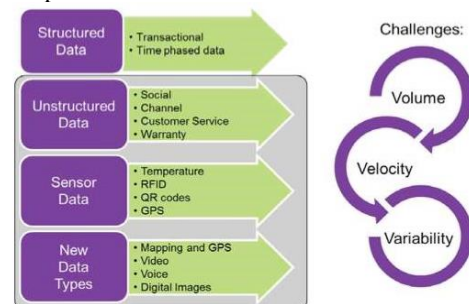 Structured
Data
• Transactional
• Time phased data
Unstructured
Data
• Social
• Channel
• Customer Service
• Warranty
Sensor
Data
• Temperature
• RFID
• QR codes
• GPS
New
Data
Types
• Mapping and GPS
• Video
• Voice
• Digital Images
Challenges:
Volume
Velocity
Variability